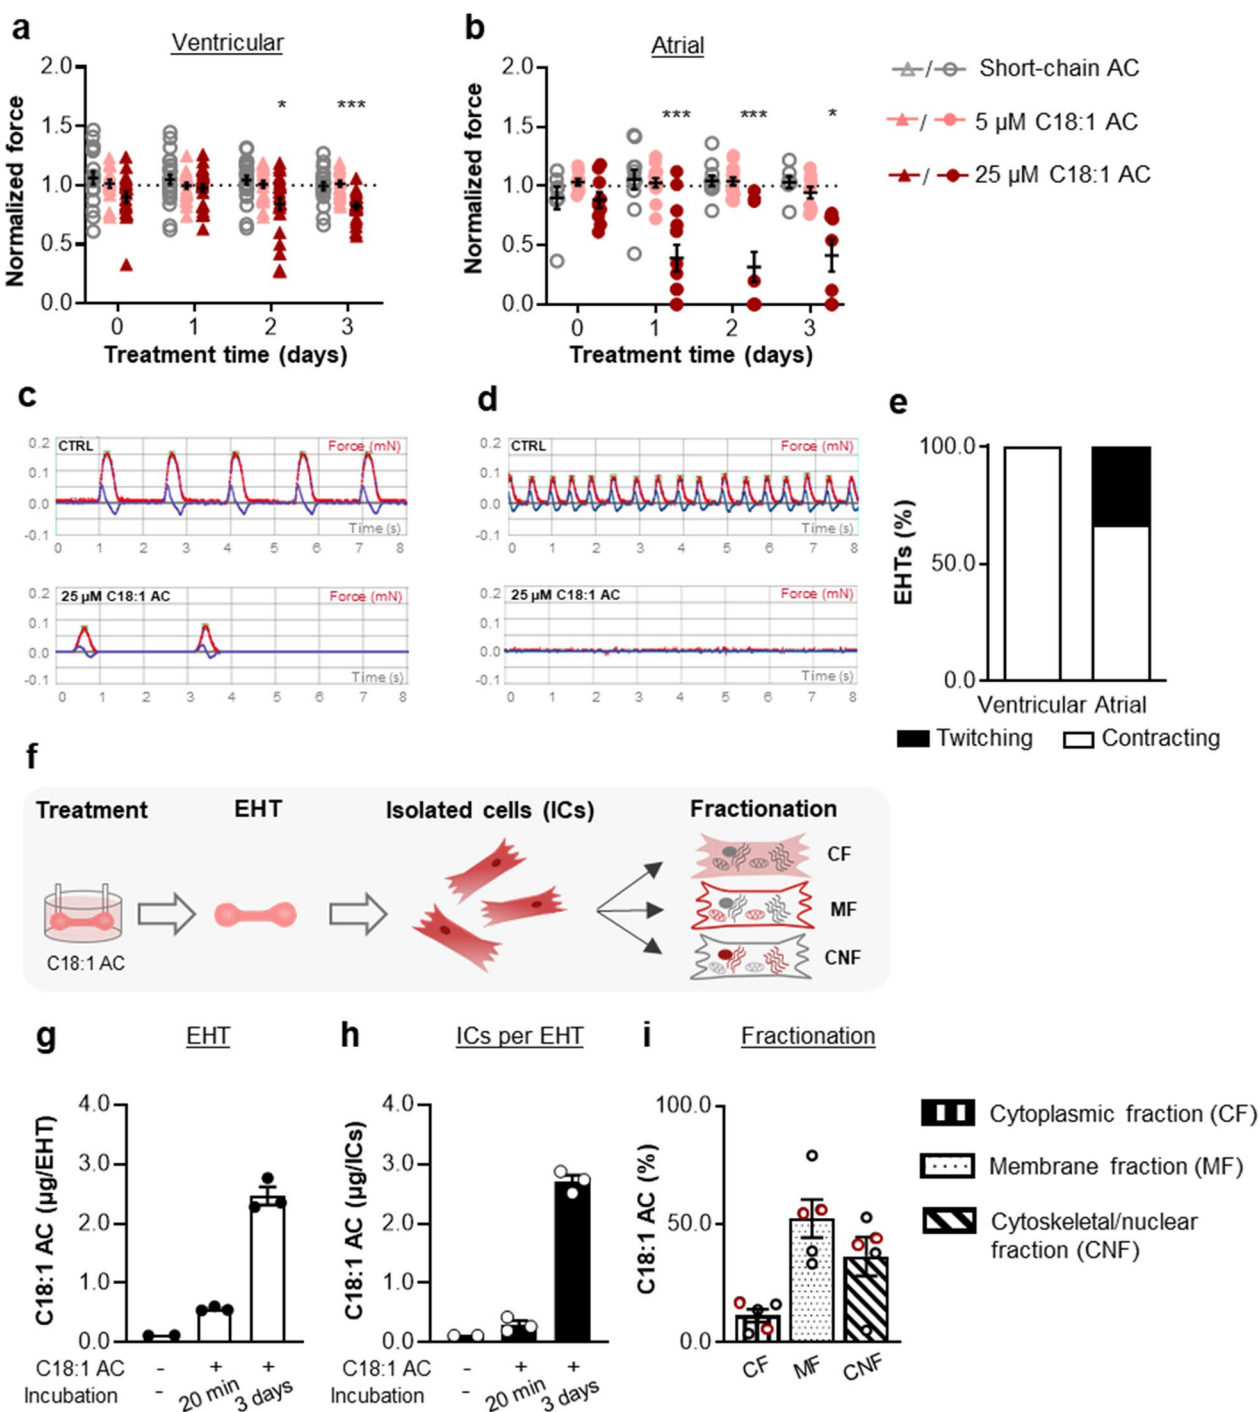 a
Ventricular
b
Atrial
2.0
1.5
1.0
0.5
0.0
Normalized force
* ***
0 1 2 3
Treatment time (days)
2.0
1.5
1.0
0.5
0.0
Normalized force
*** *** *
0 1 2 3
Treatment time (days)
/ Short-chain AC
/ 5 µM C18:1 AC
/ 25 µM C18:1 AC
c
0.2
0.1
0.0
-0.1
CTRL
Force (mN)
Time (s)
0 1 2 3 4 5 6 7 8
0.2
0.1
0.0
-0.1
25 µM C18:1 AC
Force (mN)
Time (s)
0 1 2 3 4 5 6 7 8
d
0.2
0.1
0.0
-0.1
CTRL
Force (mN)
Time (s)
0 1 2 3 4 5 6 7 8
0.2
0.1
0.0
-0.1
25 µM C18:1 AC
Force (mN)
Time (s)
0 1 2 3 4 5 6 7 8
e
100.0
50.0
0.0
EHTs (%)
Ventricular Atrial
Twitching Contracting
f
Treatment EHT Isolated cells (ICs) Fractionation
C18:1 AC
CF
MF
CNF
g
EHT
4.0
3.0
2.0
1.0
0.0
C18:1 AC (µg/EHT)
C18:1 AC - + +
Incubation - 20 min 3 days
h
ICs per EHT
4.0
3.0
2.0
1.0
0.0
C18:1 AC (µg/ICs)
C18:1 AC - + +
Incubation - 20 min 3 days
i
Fractionation
100.0
50.0
0.0
C18:1 AC (%)
CF MF CNF
Cytoplasmic fraction (CF)
Membrane fraction (MF)
Cytoskeletal/nuclear
fraction (CNF)